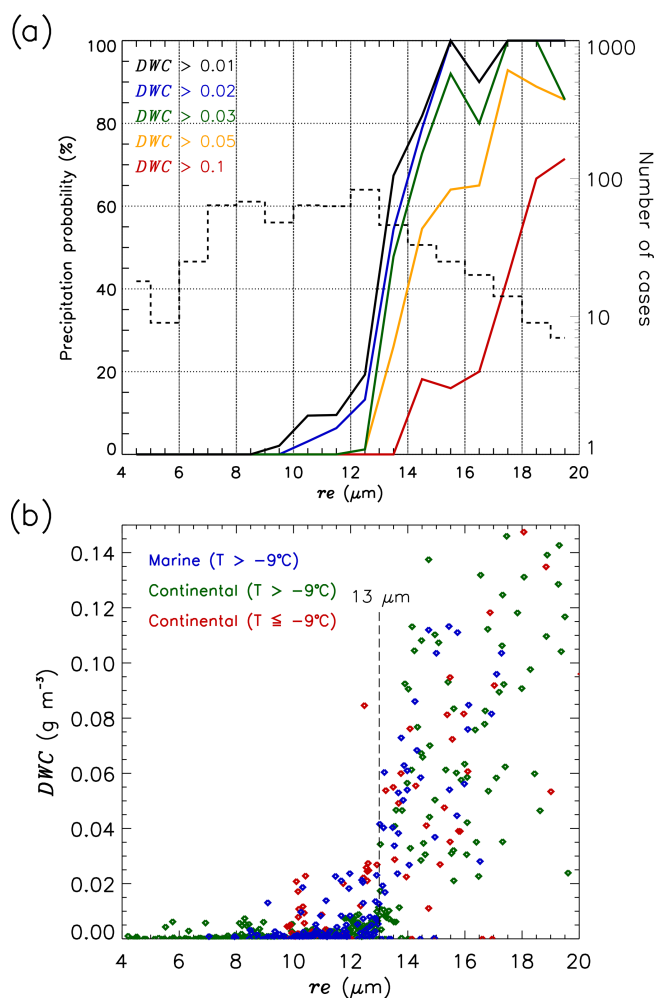 (a)
100
80
60
40
20
0
Precipitation probability (%)
DWC > 0.01
DWC > 0.02
DWC > 0.03
DWC > 0.05
DWC > 0.1
1000
100
10
1
Number of cases
4 6 8 10 12 14 16 18 20
re (μm)
(b)
0.14
0.12
0.10
0.08
0.06
0.04
0.02
0.00
DWC (g m⁻³)
Marine (T > −9°C)
Continental (T > −9°C)
Continental (T ≦ −9°C)
13 μm
4 6 8 10 12 14 16 18 20
re (μm)